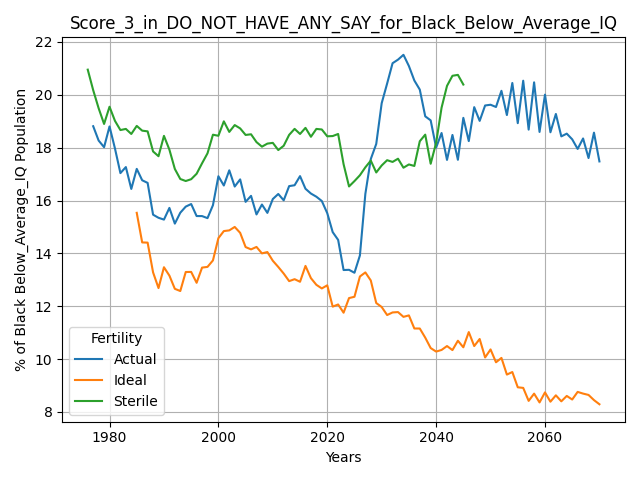 Score_3_in_DO_NOT_HAVE_ANY_SAY_for_Black_Below_Average_IQ
% of Black Below_Average_IQ Population
22
20
18
16
14
12
10
8
Fertility
Actual
Ideal
Sterile
1980
2000
2020
2040
2060
Years